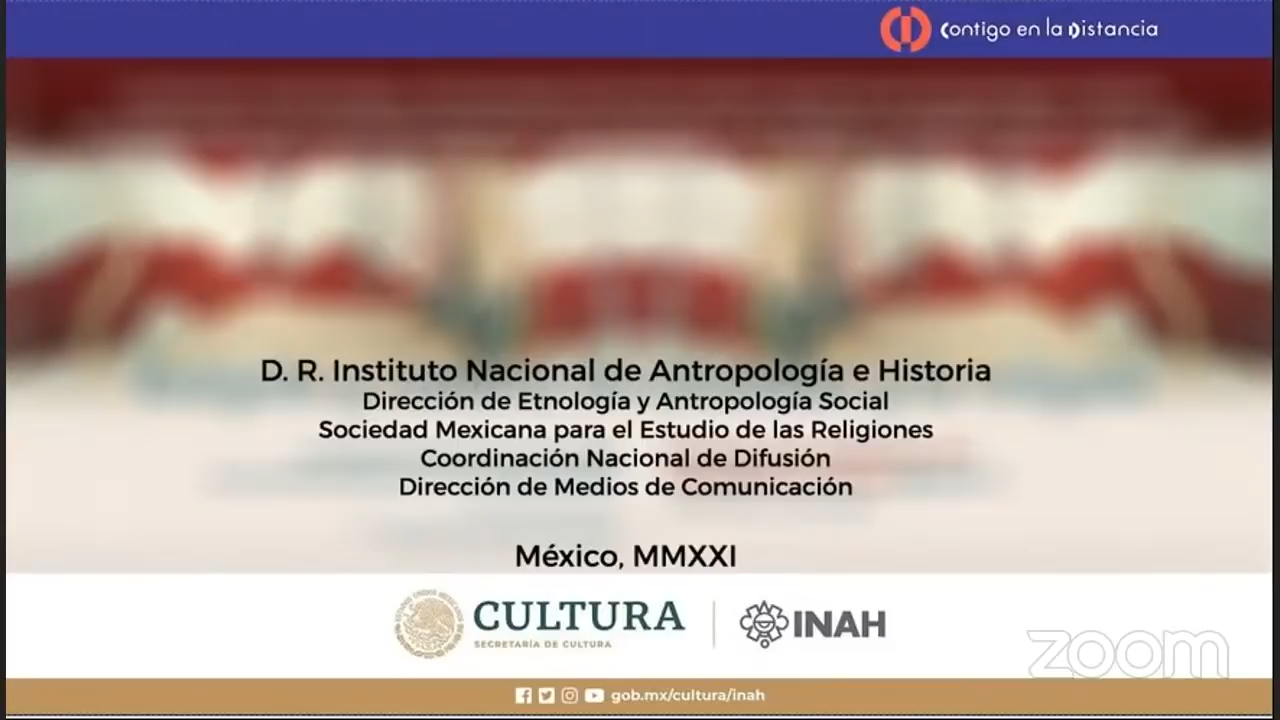 Contigo en la Distancia
D. R. Instituto Nacional de Antropología e Historia
Dirección de Etnología y Antropología Social
Sociedad Mexicana para el Estudio de las Religiones
Coordinación Nacional de Difusión
Dirección de Medios de Comunicación
México, MMXXI
CULTURA
SECRETARÍA DE CULTURA
INAH
zoom
gob.mx/cultura/inah